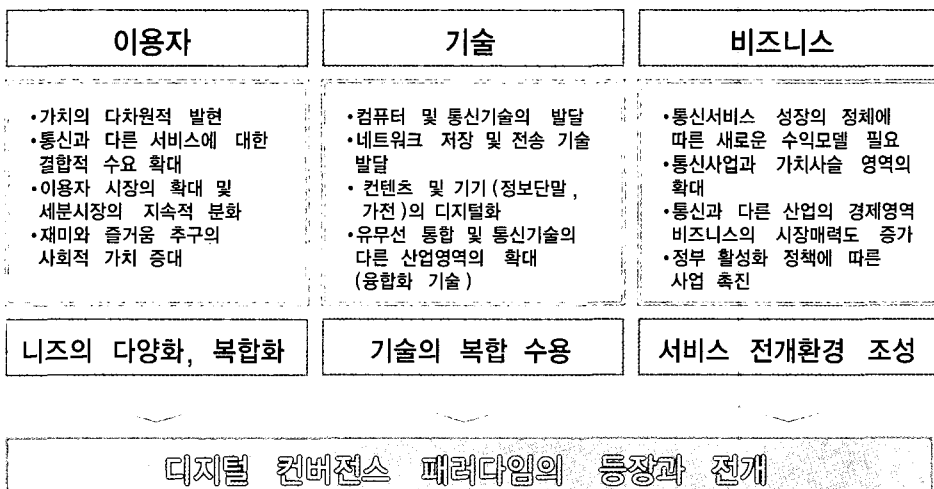 이용자
•가치의 다차원적 발현
•통신과 다른 서비스에 대한
결합적 수요 확대
•이용자 시장의 확대 및
세분시장의 지속적 분화
•재미와 즐거움 추구의
사회적 가치 증대
니즈의 다양화, 복합화
기술
•컴퓨터 및 통신기술의 발달
•네트워크 저장 및 전송 기술
발달
• 컨텐츠 및 기기(정보단말,
가전)의 디지털화
•유무선 통합 및 통신기술의
다른 산업영역의 확대
(융합화 기술)
기술의 복합 수용
비즈니스
•통신서비스 성장의 정체에
따른 새로운 수익모델 필요
•통신사업과 가치사슬 영역의
확대
•통신과 다른 산업의 경제영역
비즈니스의 시장매력도 증가
•정부 활성화 정책에 따른
사업 촉진
서비스 전개환경 조성
디지털 컨버전스 패러다임의 등장과 전개